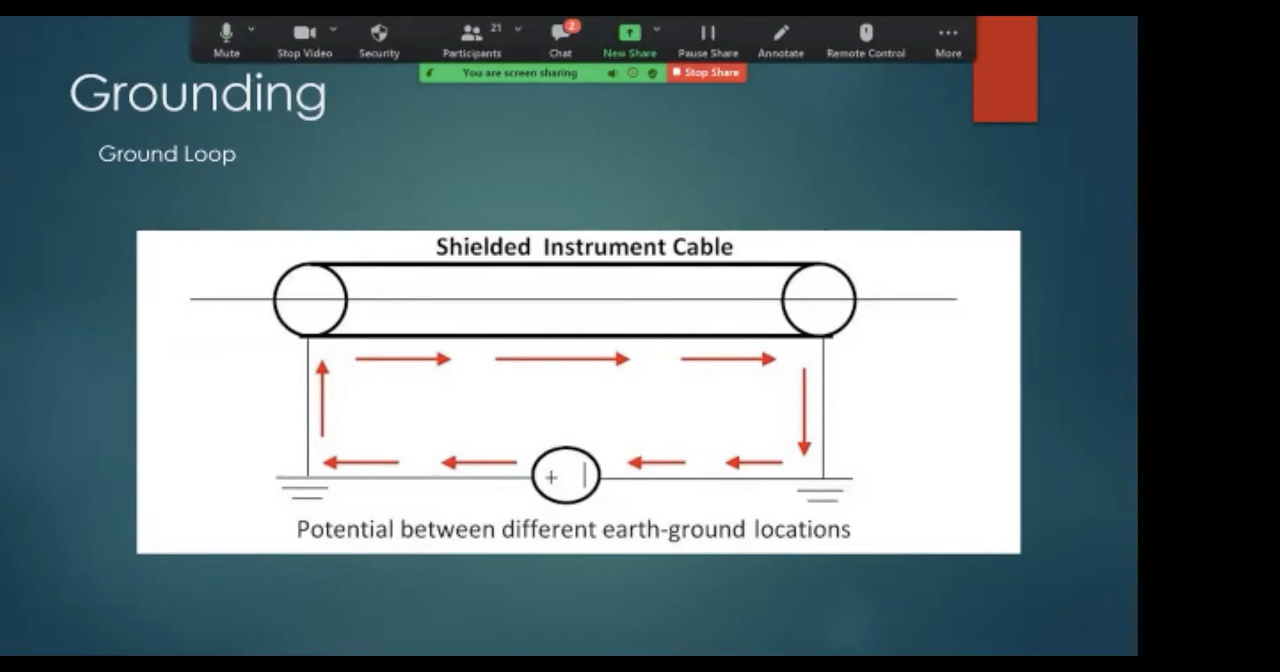 Mute
Stop Video
Security
21
Participants
2
Chat
New Share
Pause Share
Annotate
Remote Control
More
You are screen sharing
Stop Share
Grounding
Ground Loop
Shielded Instrument Cable
+ |
Potential between different earth-ground locations